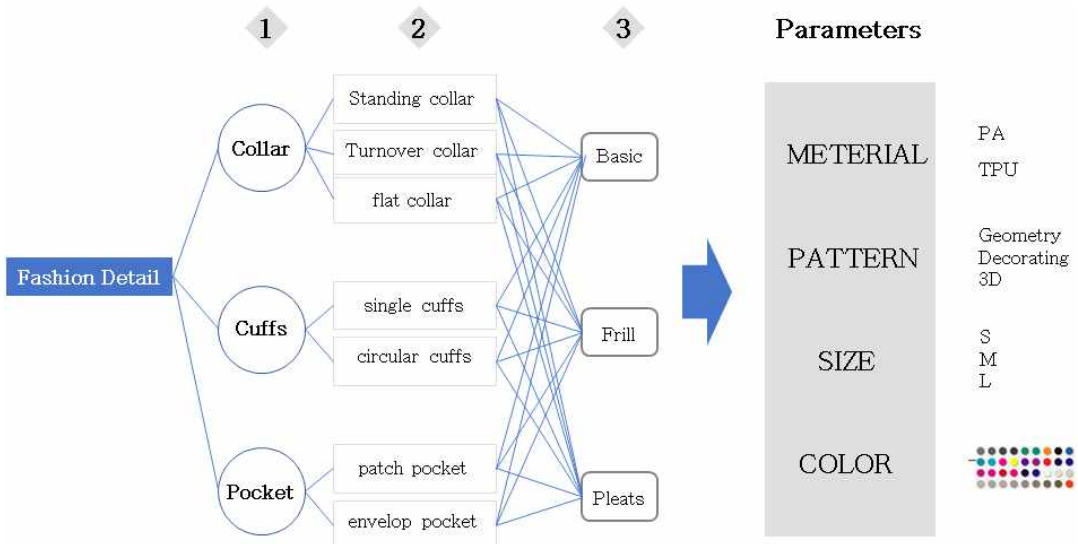 1
2
3
Parameters
Fashion Detail
Collar
Cuffs
Pocket
Standing collar
Turnover collar
flat collar
single cuffs
circular cuffs
patch pocket
envelop pocket
Basic
Frill
Pleats
METERIAL
PA
TPU
PATTERN
Geometry
Decorating
3D
SIZE
S
M
L
COLOR